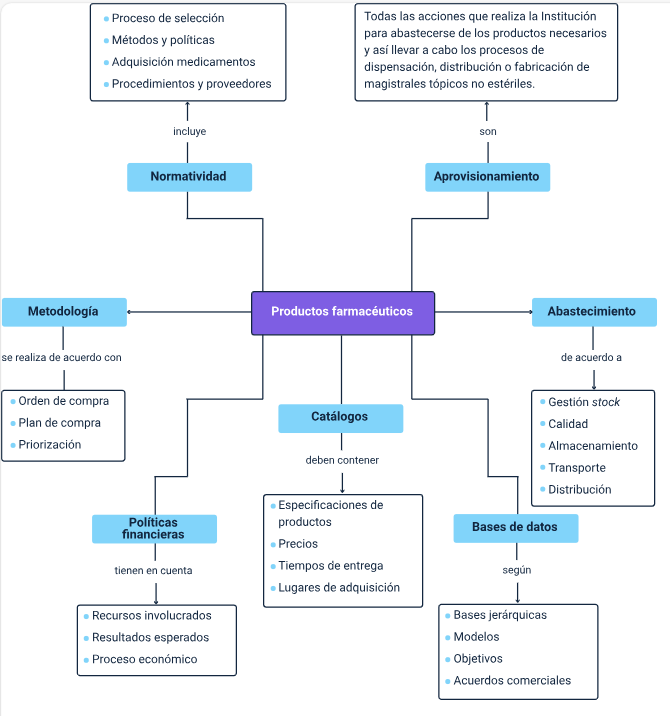 Proceso de selección
Métodos y políticas
Adquisición medicamentos
Procedimientos y proveedores
Todas las acciones que realiza la Institución
para abastecerse de los productos necesarios
y así llevar a cabo los procesos de
dispensación, distribución o fabricación de
magistrales tópicos no estériles.
incluye
son
Normatividad
Aprovisionamiento
Metodología
Productos farmacéuticos
Abastecimiento
se realiza de acuerdo con
de acuerdo a
Orden de compra
Plan de compra
Priorización
Gestión stock
Calidad
Almacenamiento
Transporte
Distribución
Catálogos
deben contener
Especificaciones de
productos
Precios
Tiempos de entrega
Lugares de adquisición
Políticas
financieras
tienen en cuenta
Recursos involucrados
Resultados esperados
Proceso económico
Bases de datos
según
Bases jerárquicas
Modelos
Objetivos
Acuerdos comerciales